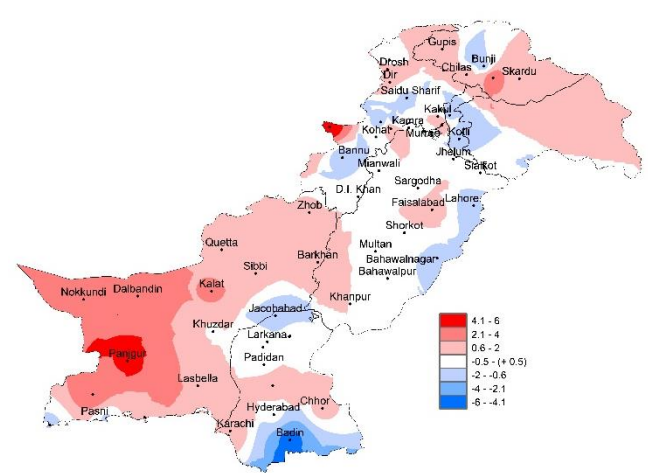 Gupis
Drosh
Bunji
Dir
Chilas
Skardu
Saidu Sharif
Kakul
Kamra
Kohat
Kotli
Bannu
Mianwali
Jhelum
Sialkot
D.I. Khan
Sargodha
Zhob
Faisalabad
Lahore
Shorkot
Quetta
Multan
Barkhan
Bahawalnagar
Sibbi
Bahawalpur
Nokkundi
Dalbandin
Kalat
Khanpur
Jacobabad
Khuzdar
Larkana
Panjgur
Padidan
Lasbella
Pasni
Hyderabad
Chhor
Karachi
Badin
4.1 - 6
2.1 - 4
0.6 - 2
-0.5 - (+ 0.5)
-2 - -0.6
-4 - -2.1
-6 - -4.1